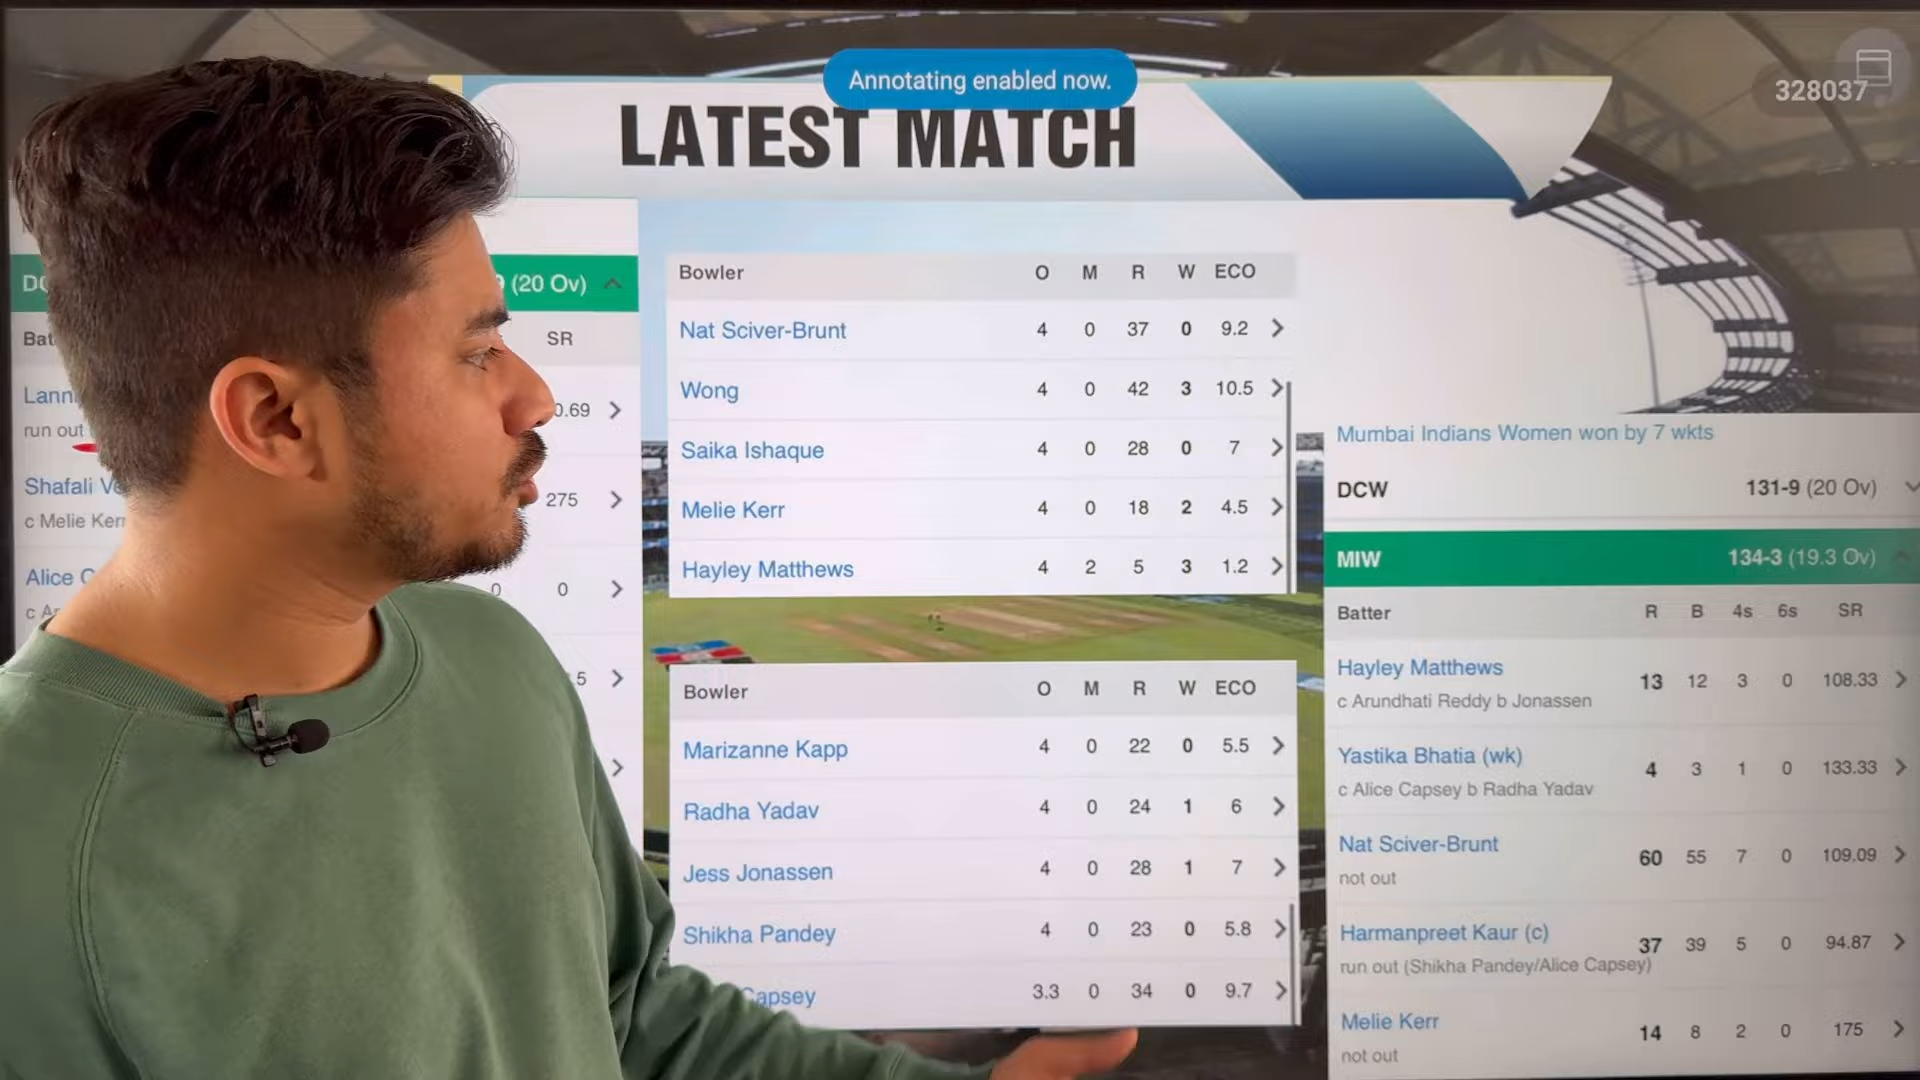 Annotating enabled now.
328037
LATEST MATCH
(20 Ov)
SR
run out
275
Shafali
c Melie Kerr
Alice
0 0
c
Bowler O M R W ECO
Nat Sciver-Brunt 4 0 37 0 9.2
Wong 4 0 42 3 10.5
Saika Ishaque 4 0 28 0 7
Melie Kerr 4 0 18 2 4.5
Hayley Matthews 4 2 5 3 1.2
Bowler O M R W ECO
Marizanne Kapp 4 0 22 0 5.5
Radha Yadav 4 0 24 1 6
Jess Jonassen 4 0 28 1 7
Shikha Pandey 4 0 23 0 5.8
Capsey 3.3 0 34 0 9.7
Mumbai Indians Women won by 7 wkts
DCW 131-9 (20 Ov)
MIW 134-3 (19.3 Ov)
Batter R B 4s 6s SR
Hayley Matthews 13 12 3 0 108.33
c Arundhati Reddy b Jonassen
Yastika Bhatia (wk) 4 3 1 0 133.33
c Alice Capsey b Radha Yadav
Nat Sciver-Brunt 60 55 7 0 109.09
not out
Harmanpreet Kaur (c) 37 39 5 0 94.87
run out (Shikha Pandey/Alice Capsey)
Melie Kerr 14 8 2 0 175
not out